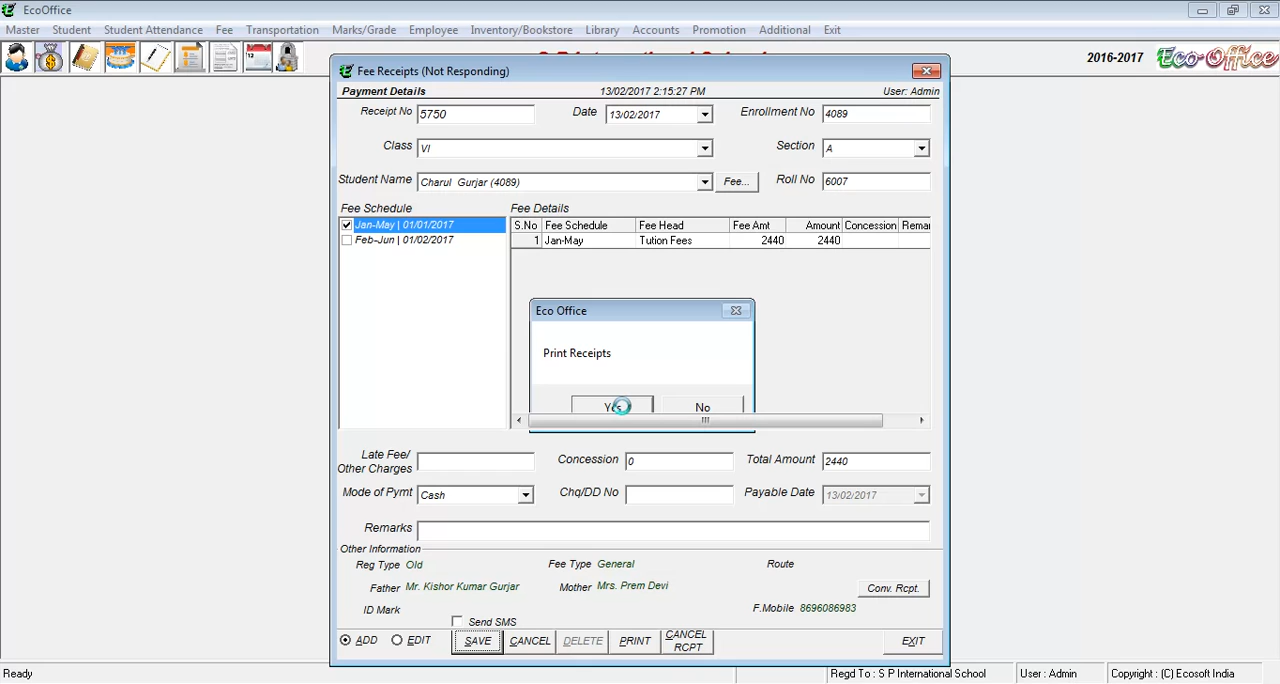 EcoOffice
Master Student Student Attendance Fee Transportation Marks/Grade Employee Inventory/Bookstore Library Accounts Promotion Additional Exit
2016-2017 Eco-Office
Fee Receipts (Not Responding)
Payment Details 13/02/2017 2:15:27 PM User: Admin
Receipt No 5750 Date 13/02/2017 Enrollment No 4089
Class VI Section A
Student Name Charul Gurjar (4089) Fee... Roll No 6007
Fee Schedule Fee Details
Jan-May | 01/01/2017
Feb-Jun | 01/02/2017
S.No Fee Schedule Fee Head Fee Amt Amount Concession Rema
1 Jan-May Tution Fees 2440 2440
Eco Office
Print Receipts
Yes No
Late Fee/
Other Charges Concession 0 Total Amount 2440
Mode of Pymt Cash Chq/DD No Payable Date 13/02/2017
Remarks
Other Information
Reg Type Old Fee Type General Route
Father Mr. Kishor Kumar Gurjar Mother Mrs. Prem Devi Conv. Rcpt.
ID Mark F.Mobile 8696086983
Send SMS
ADD EDIT SAVE CANCEL DELETE PRINT CANCEL RCPT EXIT
Ready Regd To : S P International School User : Admin Copyright : (C) Ecosoft India